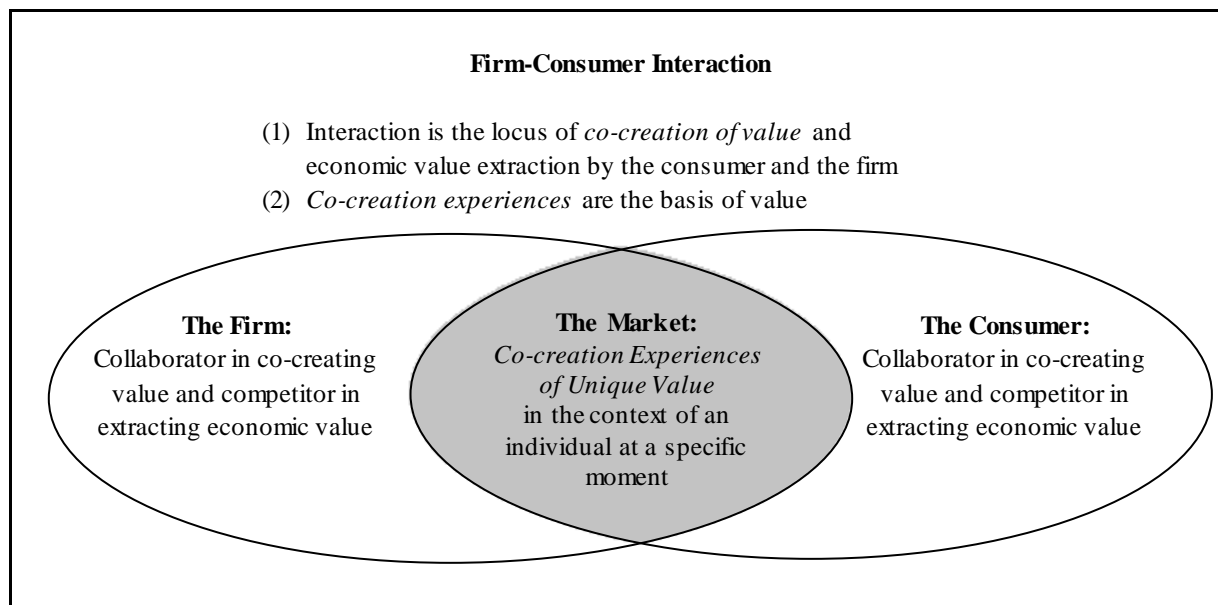 Firm-Consumer Interaction
(1) Interaction is the locus of co-creation of value and
economic value extraction by the consumer and the firm
(2) Co-creation experiences are the basis of value
The Firm:
Collaborator in co-creating
value and competitor in
extracting economic value
The Market:
Co-creation Experiences
of Unique Value
in the context of an
individual at a specific
moment
The Consumer:
Collaborator in co-creating
value and competitor in
extracting economic value